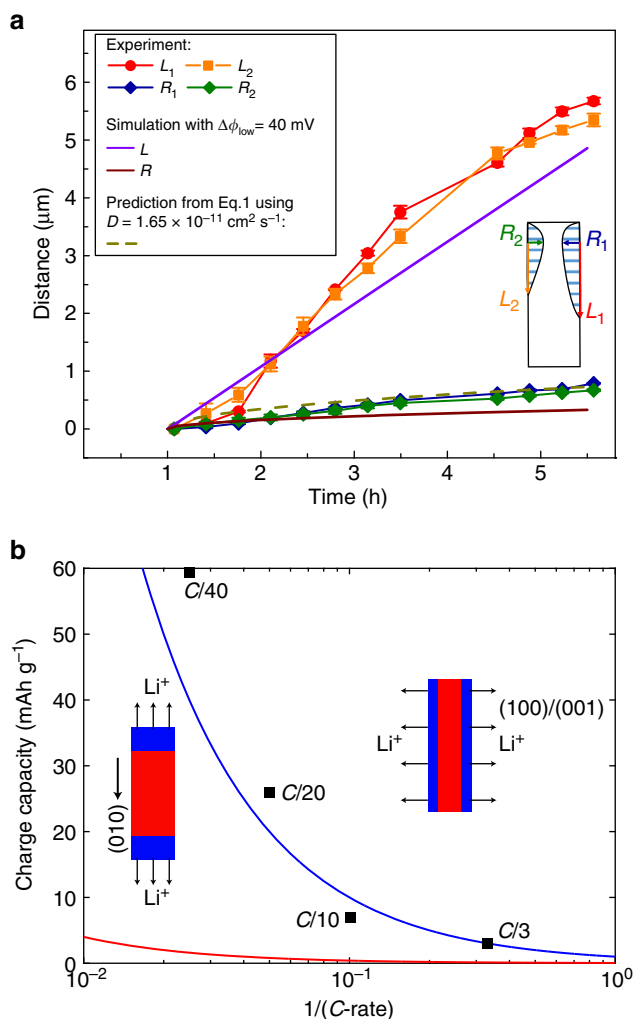 a
Experiment:
L₁ L₂
R₁ R₂
Simulation with Δϕlow= 40 mV
L
R
Prediction from Eq.1 using
D = 1.65 × 10⁻¹¹ cm² s⁻¹:
6
5
4
3
2
1
0
Distance (μm)
R₂ R₁
L₂ L₁
1 2 3 4 5
Time (h)
b
60
50
40
30
20
10
0
Charge capacity (mAh g⁻¹)
C/40
Li⁺
(100)/(001)
Li⁺ Li⁺
C/20
(010)
Li⁺
C/10
C/3
10⁻² 10⁻¹ 10⁰
1/(C-rate)